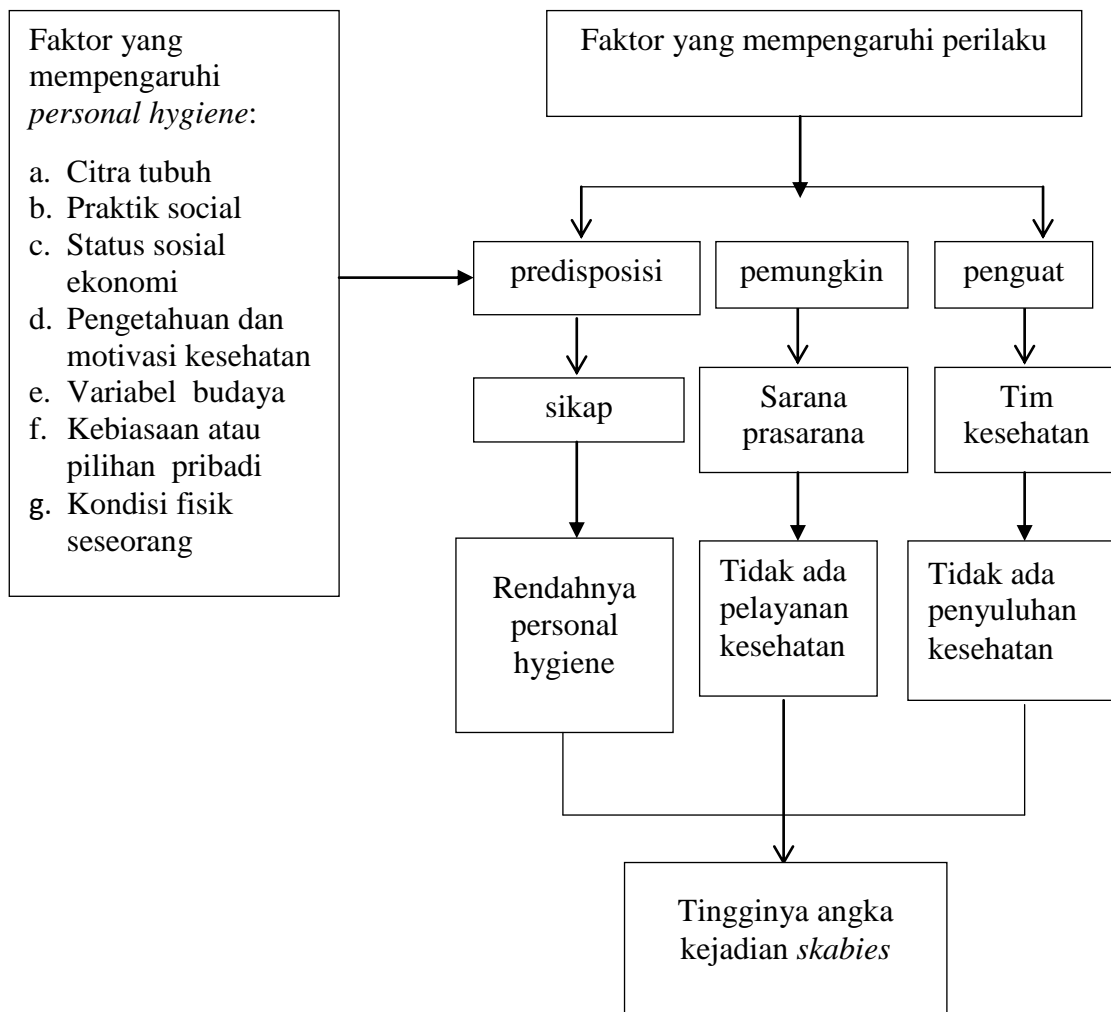 Faktor yang
mempengaruhi
personal hygiene:
a. Citra tubuh
b. Praktik social
c. Status sosial
ekonomi
d. Pengetahuan dan
motivasi kesehatan
e. Variabel budaya
f. Kebiasaan atau
pilihan pribadi
g. Kondisi fisik
seseorang
Faktor yang mempengaruhi perilaku
predisposisi
pemungkin
penguat
sikap
Sarana
prasarana
Tim
kesehatan
Rendahnya
personal
hygiene
Tidak ada
pelayanan
kesehatan
Tidak ada
penyuluhan
kesehatan
Tingginya angka
kejadian skabies